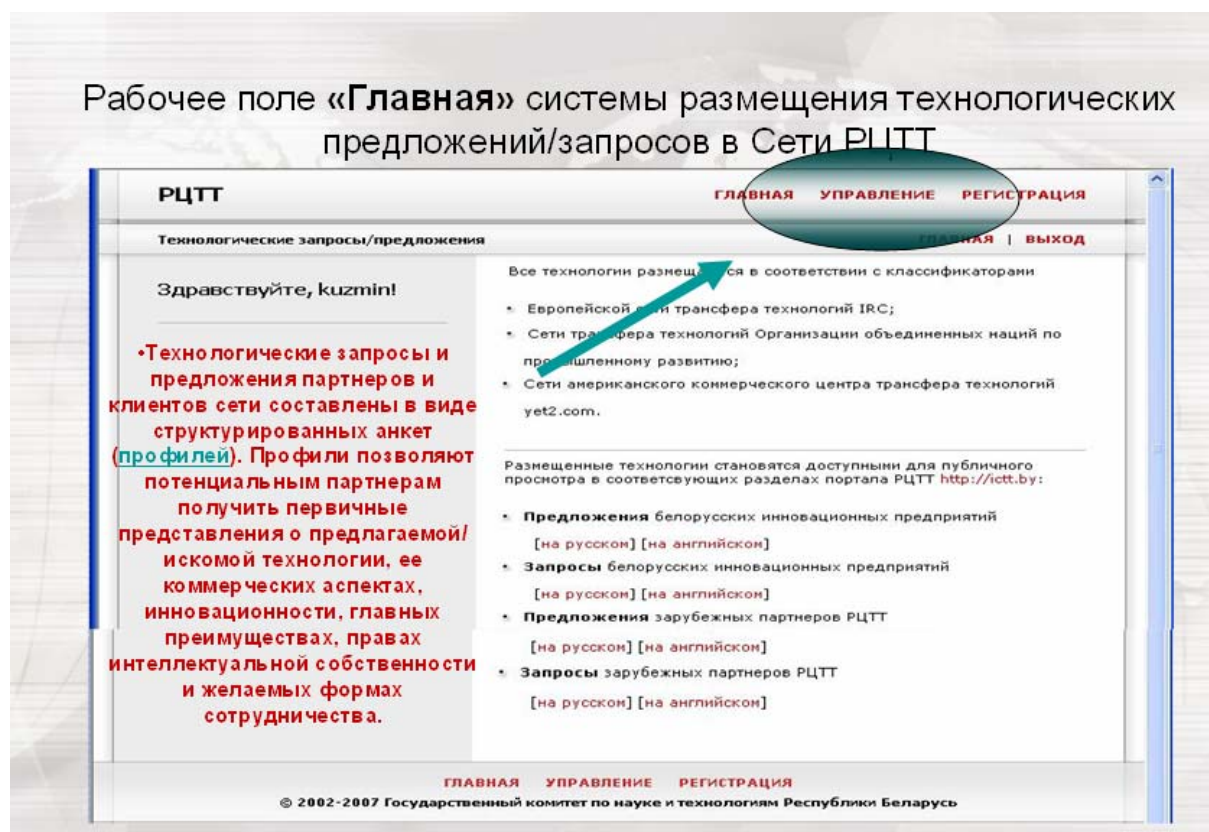 Рабочее поле «Главная» системы размещения технологических
предложений/запросов в Сети РЦТТ
РЦТТ
ГЛАВНАЯ УПРАВЛЕНИЕ РЕГИСТРАЦИЯ
Технологические запросы/предложения
ГЛАВНАЯ | ВЫХОД
Здравствуйте, kuzmin!
•Технологические запросы и
предложения партнеров и
клиентов сети составлены в виде
структурированных анкет
(профилей). Профили позволяют
потенциальным партнерам
получить первичные
представления о предлагаемой/
искомой технологии, ее
коммерческих аспектах,
инновационности, главных
преимуществах, правах
интеллектуальной собственности
и желаемых формах
сотрудничества.
Все технологии размещаются в соответствии с классификаторами
• Европейской сети трансфера технологий IRC;
• Сети трансфера технологий Организации объединенных наций по
промышленному развитию;
• Сети американского коммерческого центра трансфера технологий
yet2.com.
Размещенные технологии становятся доступными для публичного
просмотра в соответсвующих разделах портала РЦТТ http://ictt.by:
• Предложения белорусских инновационных предприятий
[на русском] [на английском]
• Запросы белорусских инновационных предприятий
[на русском] [на английском]
• Предложения зарубежных партнеров РЦТТ
[на русском] [на английском]
• Запросы зарубежных партнеров РЦТТ
[на русском] [на английском]
ГЛАВНАЯ УПРАВЛЕНИЕ РЕГИСТРАЦИЯ
© 2002-2007 Государственный комитет по науке и технологиям Республики Беларусь